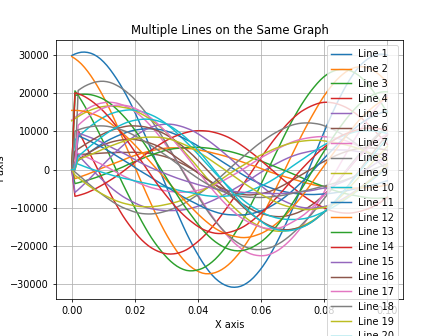 Multiple Lines on the Same Graph
30000
20000
10000
0
−10000
−20000
−30000
0.00
0.02
0.04
0.06
0.08
X axis
Line 1
Line 2
Line 3
Line 4
Line 5
Line 6
Line 7
Line 8
Line 9
Line 10
Line 11
Line 12
Line 13
Line 14
Line 15
Line 16
Line 17
Line 18
Line 19
Line 20